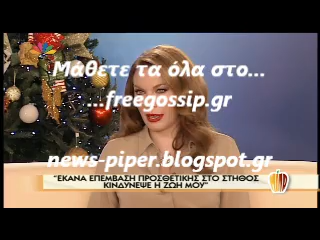 Μάθετε τα όλα στο...
...freegossip.gr
news-piper.blogspot.gr
"ΕΚΑΝΑ ΕΠΕΜΒΑΣΗ ΠΡΟΣΘΕΤΙΚΗΣ ΣΤΟ ΣΤΗΘΟΣ
ΚΙΝΔΥΝΕΨΕ Η ΖΩΗ ΜΟΥ"